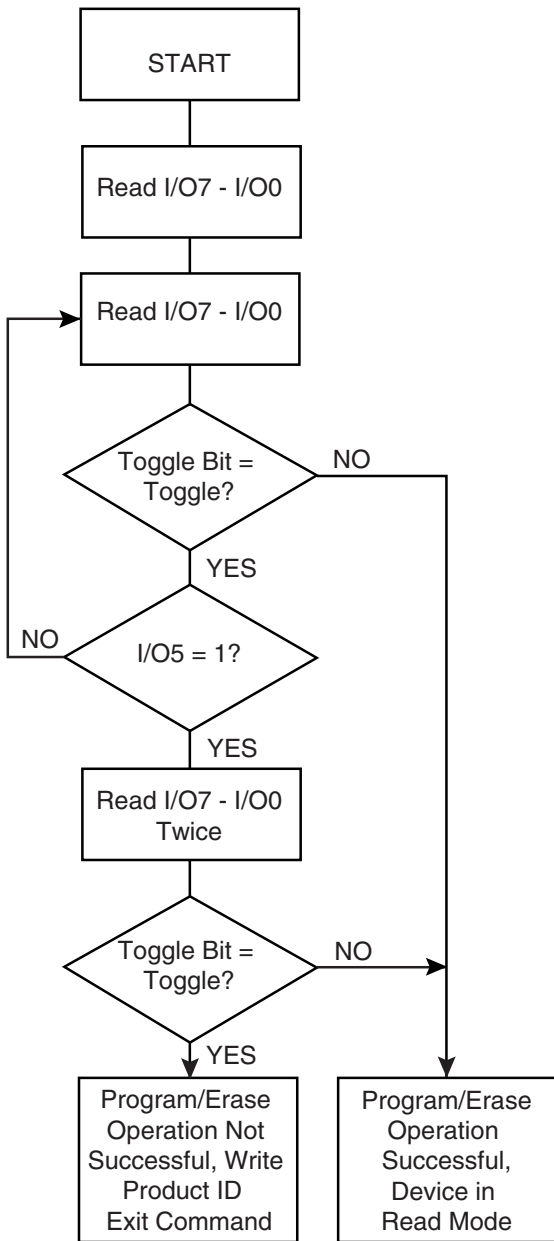 START
Read I/O7 - I/O0
Read I/O7 - I/O0
Toggle Bit =
Toggle?
NO
YES
NO
I/O5 = 1?
YES
Read I/O7 - I/O0
Twice
Toggle Bit =
Toggle?
NO
YES
Program/Erase
Operation Not
Successful, Write
Product ID
Exit Command
Program/Erase
Operation
Successful,
Device in
Read Mode